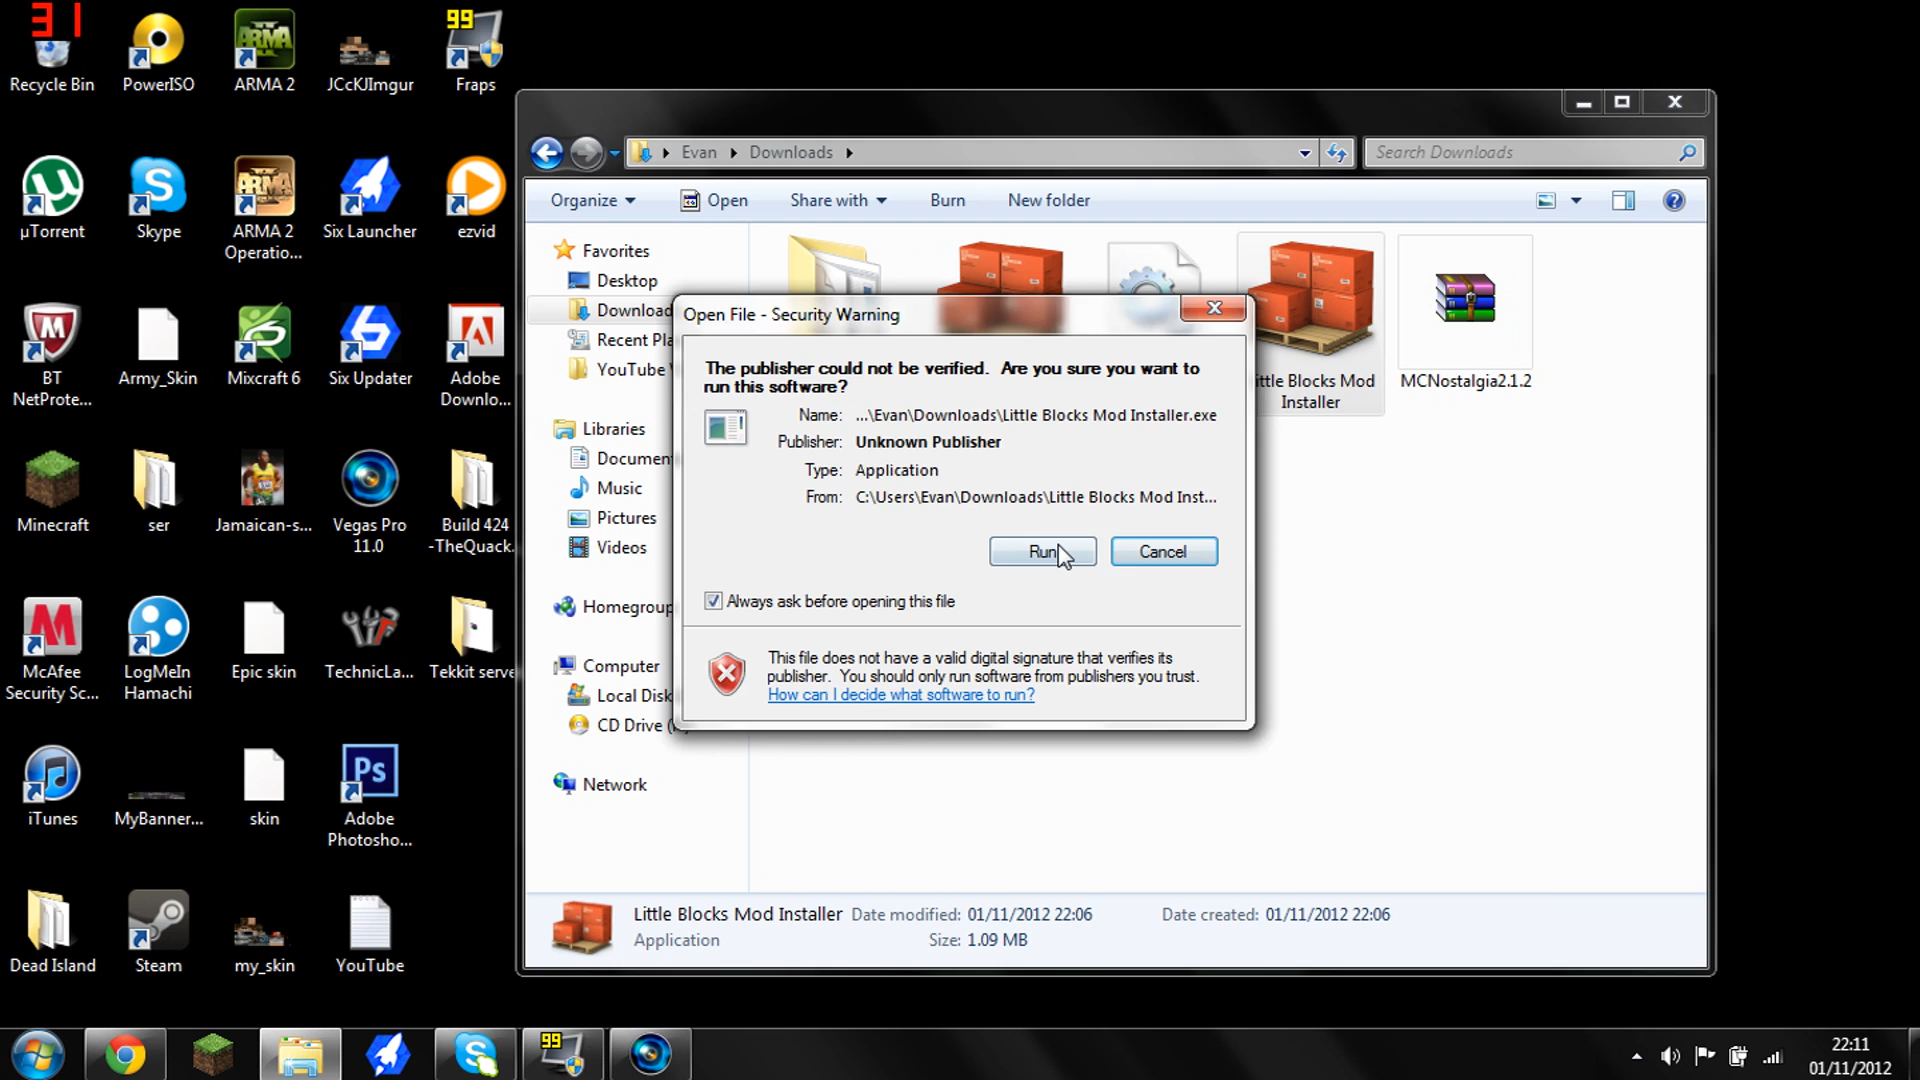 31
Recycle Bin
PowerISO
ARMA 2
JCcKJImgur
99
Fraps
µTorrent
Skype
ARMA 2
Operatio...
Six Launcher
ezvid
BT
NetProte...
Army_Skin
Mixcraft 6
Six Updater
Adobe
Downlo...
Minecraft
ser
Jamaican-s...
Vegas Pro
11.0
Build 424
-TheQuack.
McAfee
Security Sc...
LogMeIn
Hamachi
Epic skin
TechnicLa...
Tekkit serve
iTunes
MyBanner...
skin
Ps
Adobe
Photosho...
Dead Island
Steam
my_skin
YouTube
Evan
Downloads
Search Downloads
Organize
Open
Share with
Burn
New folder
Favorites
Desktop
Download
Recent Pla
YouTube
Libraries
Documen
Music
Pictures
Videos
Homegroup
Computer
Local Disk
CD Drive (
Network
ittle Blocks Mod
Installer
MCNostalgia2.1.2
Open File - Security Warning
The publisher could not be verified. Are you sure you want to
run this software?
Name: ...\Evan\Downloads\Little Blocks Mod Installer.exe
Publisher: Unknown Publisher
Type: Application
From: C:\Users\Evan\Downloads\Little Blocks Mod Inst...
Run
Cancel
Always ask before opening this file
This file does not have a valid digital signature that verifies its
publisher. You should only run software from publishers you trust.
How can I decide what software to run?
Little Blocks Mod Installer Date modified: 01/11/2012 22:06 Date created: 01/11/2012 22:06
Application Size: 1.09 MB
99
22:11
01/11/2012